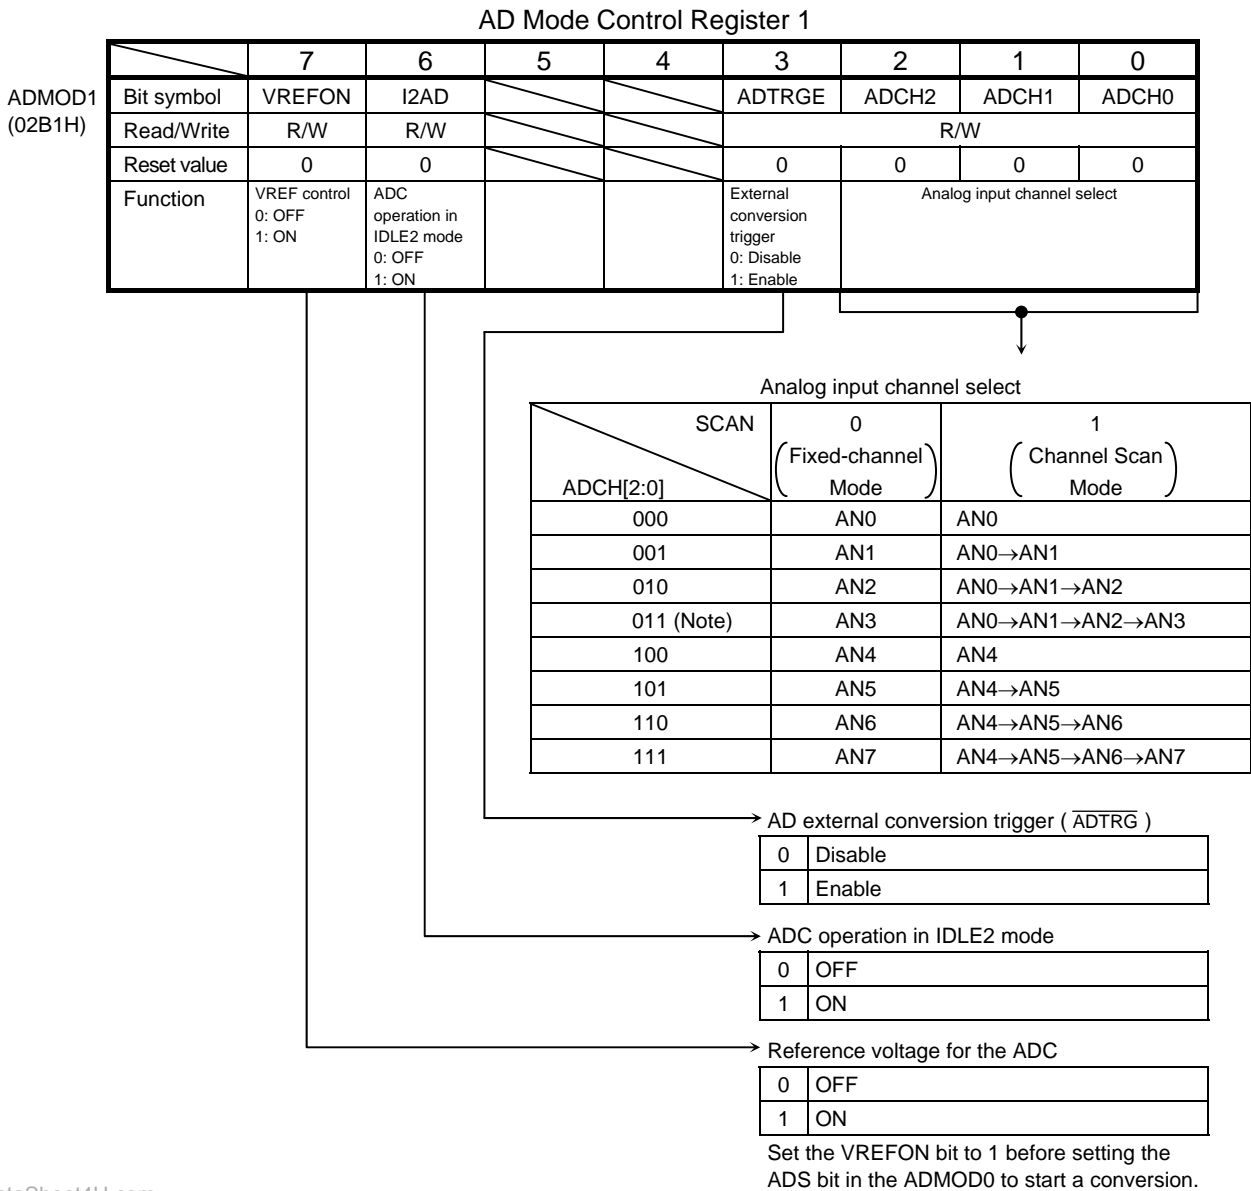 AD Mode Control Register 1
7 6 5 4 3 2 1 0
ADMOD1
(02B1H)
Bit symbol VREFON I2AD ADTRGE ADCH2 ADCH1 ADCH0
Read/Write R/W R/W R/W
Reset value 0 0 0 0 0 0
Function
VREF control
0: OFF
1: ON
ADC
operation in
IDLE2 mode
0: OFF
1: ON
External
conversion
trigger
0: Disable
1: Enable
Analog input channel select
Analog input channel select
SCAN
ADCH[2:0]
0
(Fixed-channel
Mode)
1
(Channel Scan
Mode)
000 AN0 AN0
001 AN1 AN0→AN1
010 AN2 AN0→AN1→AN2
011 (Note) AN3 AN0→AN1→AN2→AN3
100 AN4 AN4
101 AN5 AN4→AN5
110 AN6 AN4→AN5→AN6
111 AN7 AN4→AN5→AN6→AN7
AD external conversion trigger ( ADTRG )
0 Disable
1 Enable
ADC operation in IDLE2 mode
0 OFF
1 ON
Reference voltage for the ADC
0 OFF
1 ON
Set the VREFON bit to 1 before setting the
ADS bit in the ADMOD0 to start a conversion.